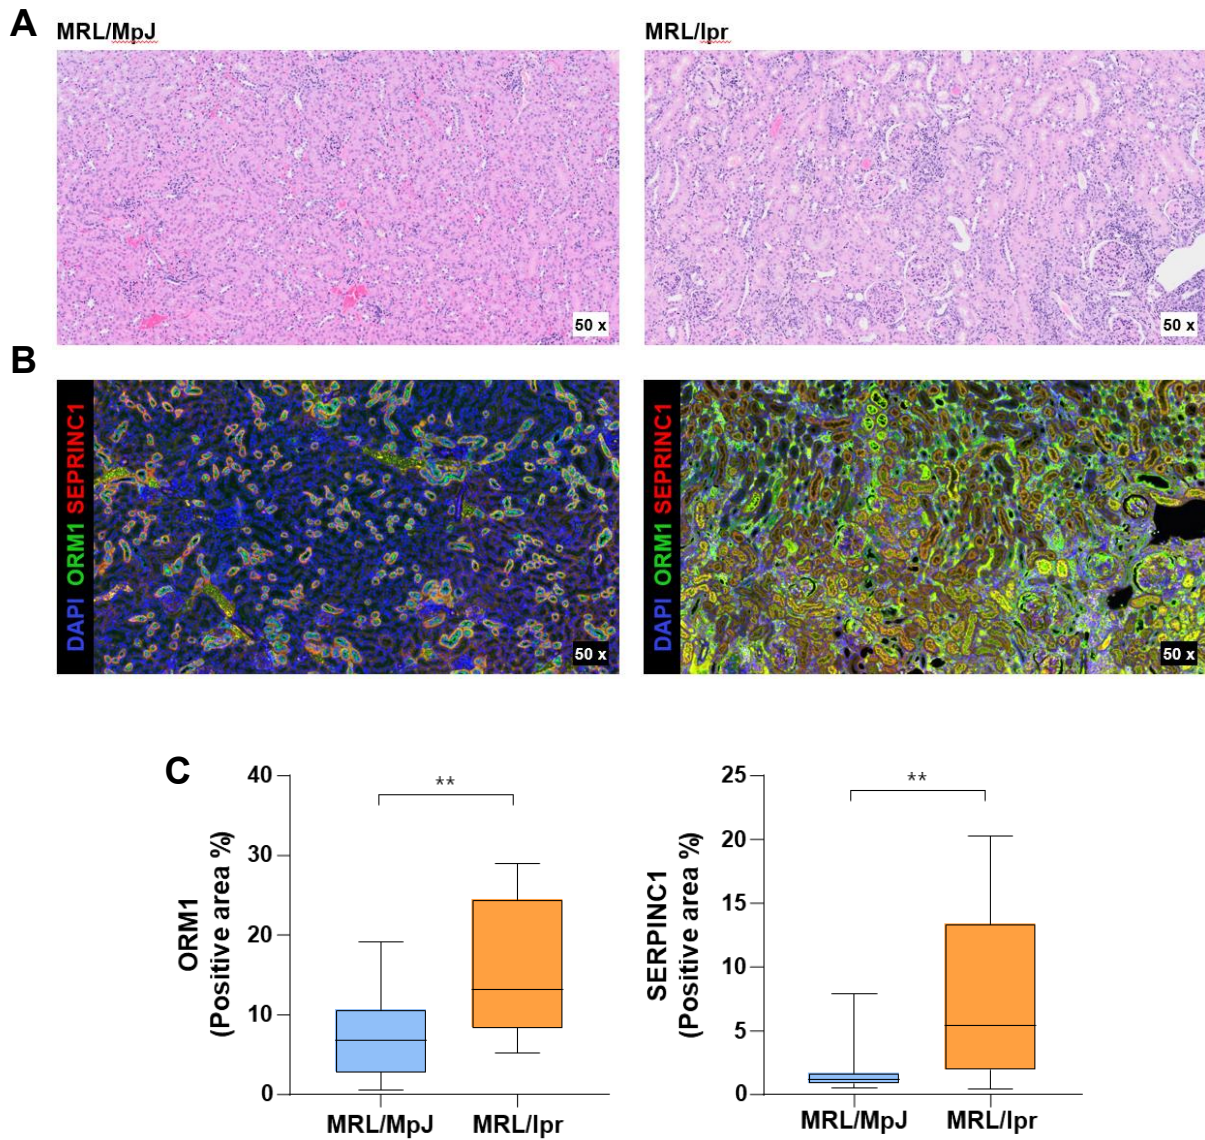 A
MRL/MpJ
MRL/lpr
50 x
50 x
B
DAPI ORM1 SEPRINC1
50 x
DAPI ORM1 SEPRINC1
50 x
C
ORM1
(Positive area %)
40
30
20
10
0
**
MRL/MpJ
MRL/lpr
SERPINC1
(Positive area %)
25
20
15
10
5
0
**
MRL/MpJ
MRL/lpr